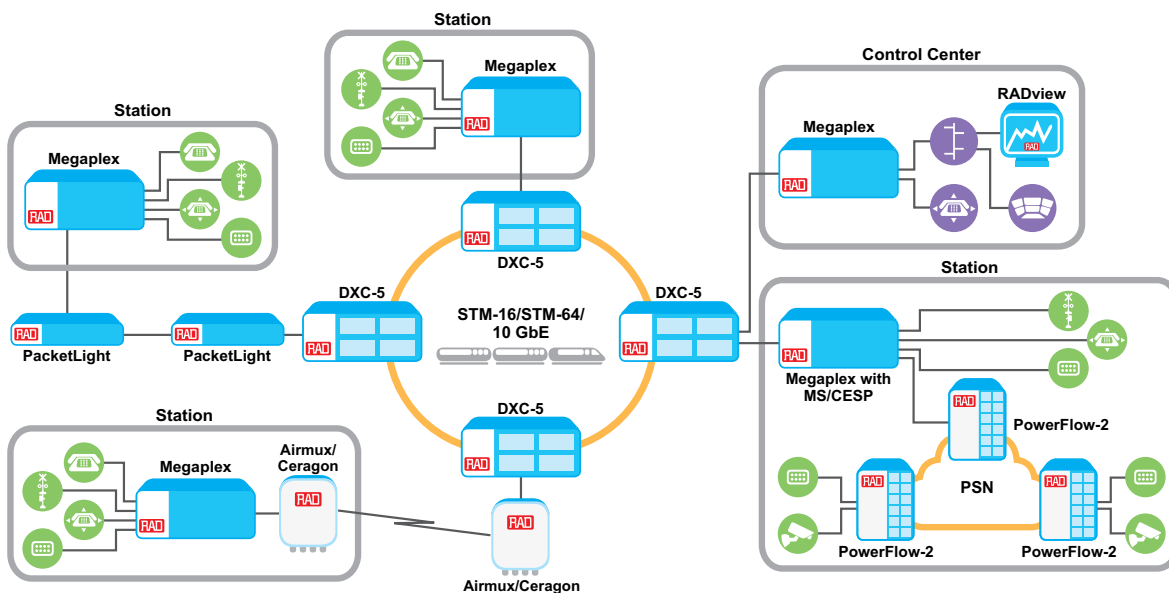 Station
Megaplex
RAD
Station
Megaplex
RAD
Control Center
RADview
RAD
Megaplex
RAD
RAD
DXC-5
RAD
PacketLight
RAD
PacketLight
DXC-5
RAD
STM-16/STM-64/
10 GbE
DXC-5
RAD
Station
RAD
Megaplex with
MS/CESP
RAD
PowerFlow-2
PSN
RAD
PowerFlow-2
RAD
PowerFlow-2
DXC-5
RAD
Station
Megaplex
RAD
Airmux/
Ceragon
RAD
RAD
Airmux/Ceragon